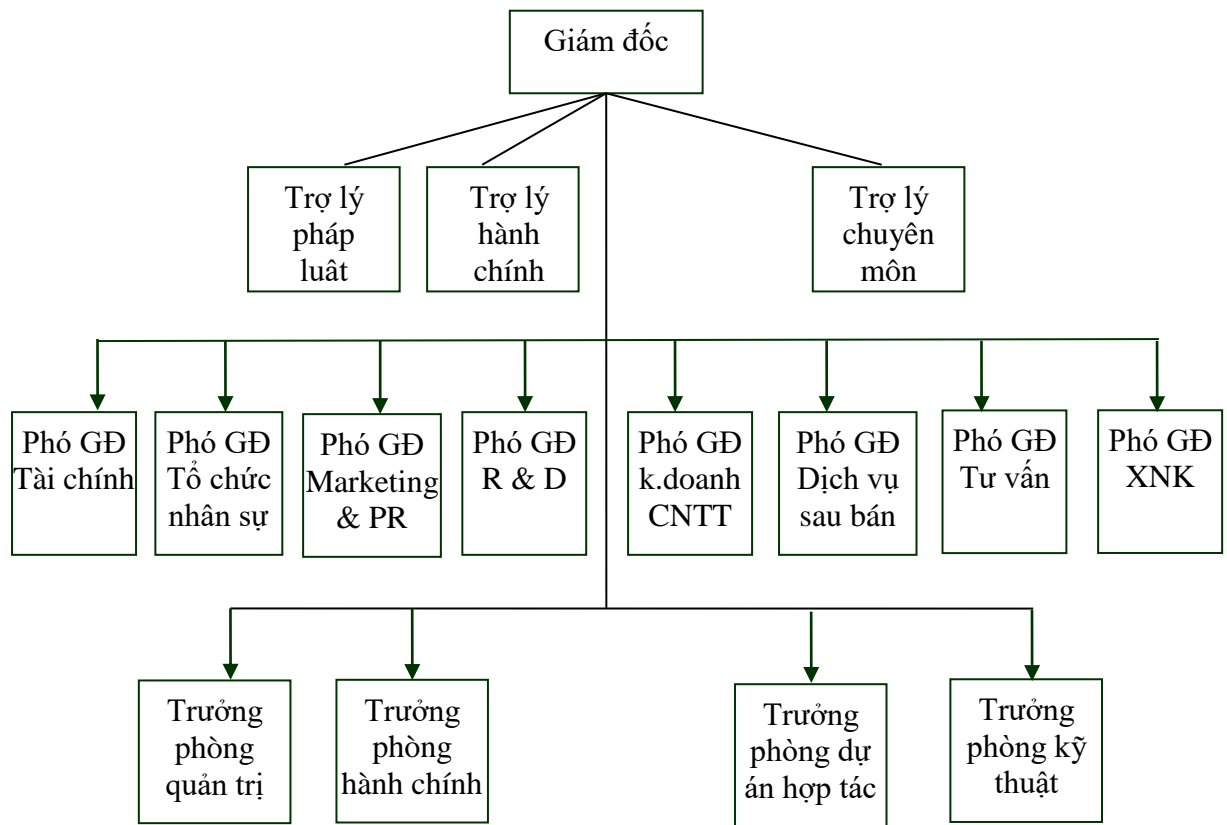 Giám đốc
Trợ lý
pháp
luât
Trợ lý
hành
chính
Trợ lý
chuyên
môn
Phó GĐ
Tài chính
Phó GĐ
Tổ chức
nhân sự
Phó GĐ
Marketing
& PR
Phó GĐ
R & D
Phó GĐ
k.doanh
CNTT
Phó GĐ
Dịch vụ
sau bán
Phó GĐ
Tư vấn
Phó GĐ
XNK
Trưởng
phòng
quản trị
Trưởng
phòng
hành chính
Trưởng
phòng dự
án hợp tác
Trưởng
phòng kỹ
thuật